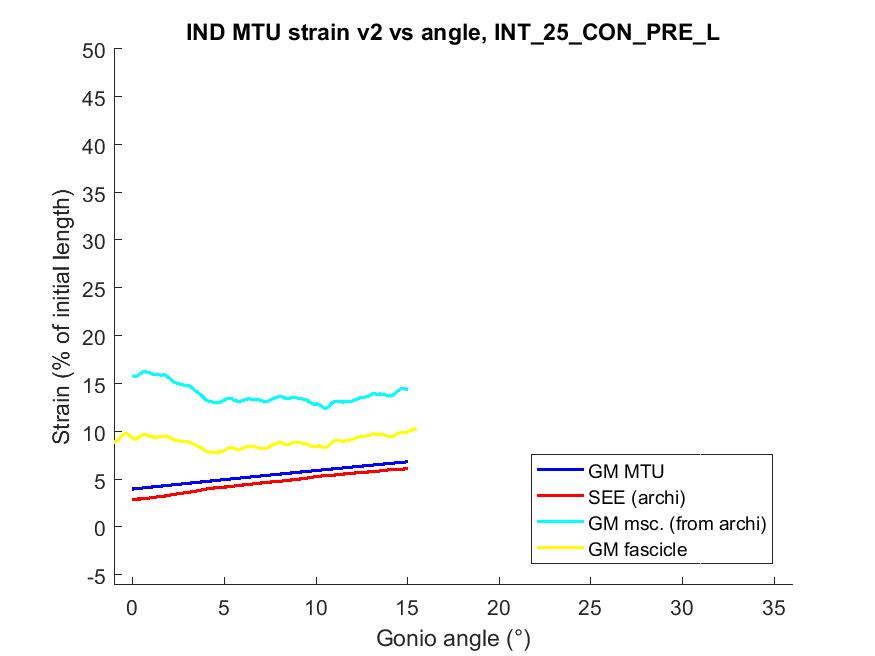 IND MTU strain v2 vs angle, INT_25_CON_PRE_L
50
45
40
35
30
25
20
15
10
5
0
-5
Strain (% of initial length)
0 5 10 15 20 25 30 35
Gonio angle (°)
GM MTU
SEE (archi)
GM msc. (from archi)
GM fascicle